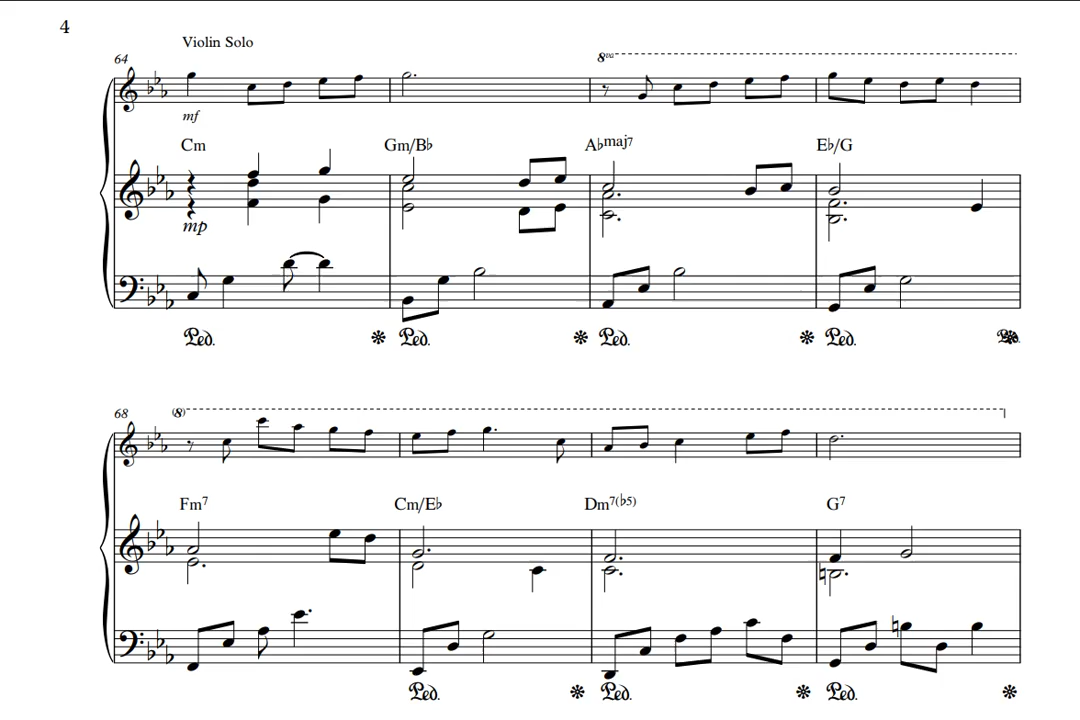 4
Violin Solo
64
8va
mf
Cm Gm/B♭ A♭maj7 E♭/G
mp
Ped. Ped. Ped. Ped. Ped.
68
(8)
Fm7 Cm/E♭ Dm7(♭5) G7
Ped. Ped. Ped.